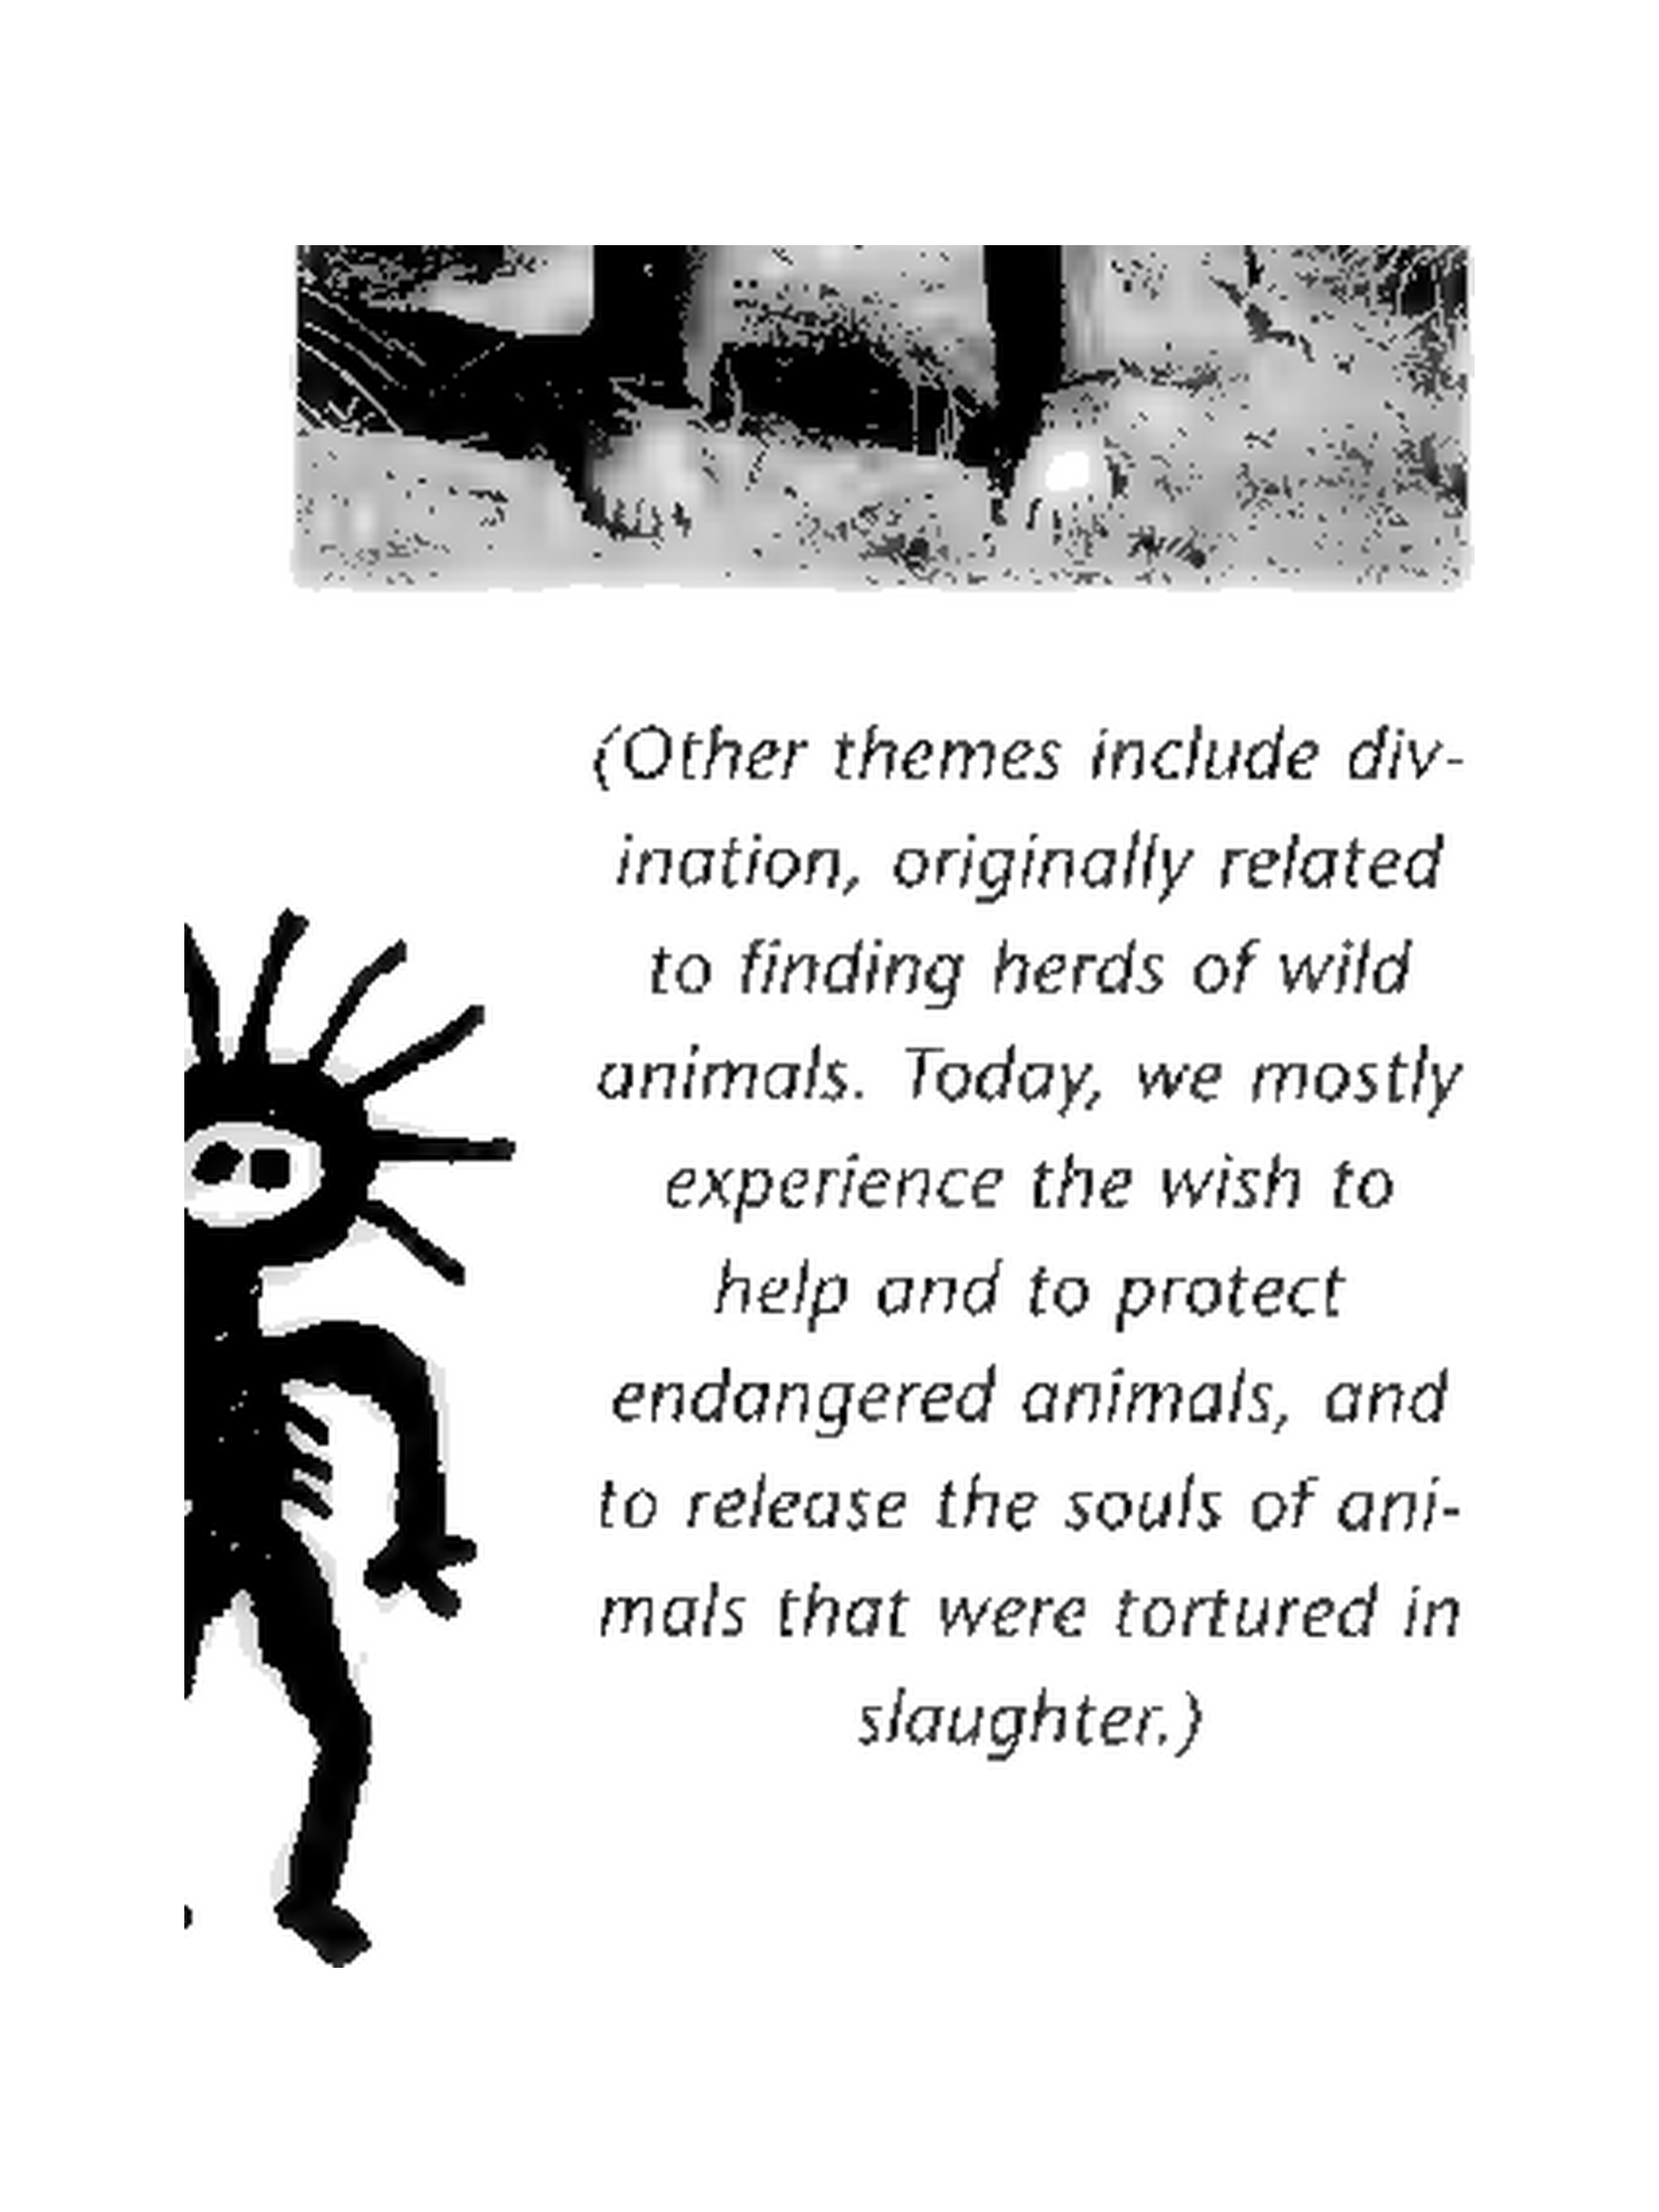 (Other themes include div-
ination, originally related
to finding herds of wild
animals. Today, we mostly
experience the wish to
help and to protect
endangered animals, and
to release the souls of ani-
mals that were tortured in
slaughter.)